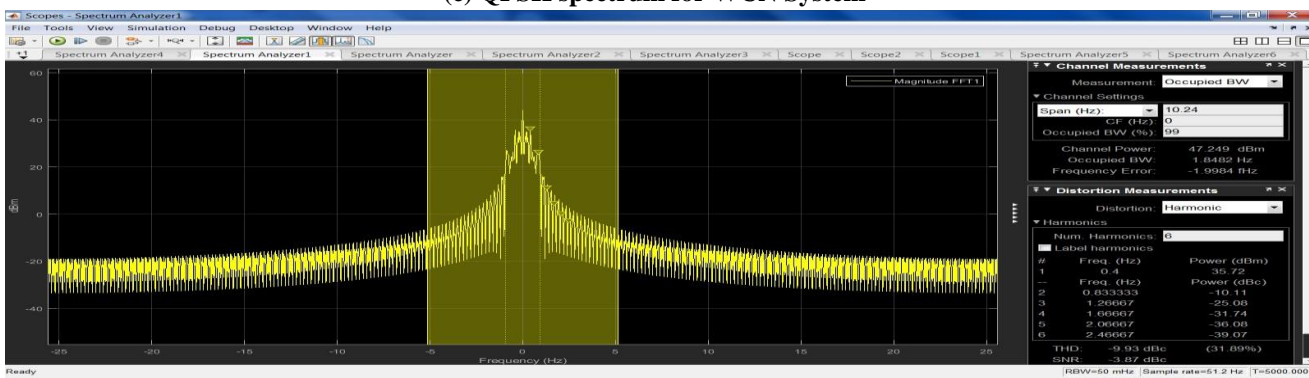 (c) QPSK spectrum for WCN System
Scopes - Spectrum Analyzer1
File Tools View Simulation Debug Desktop Window Help
+1 Spectrum Analyzer4 Spectrum Analyzer1 Spectrum Analyzer Spectrum Analyzer2 Spectrum Analyzer3 Scope Scope2 Scope1 Spectrum Analyzer5 Spectrum Analyzer6
Magnitude FFT1
60
40
20
0
-20
-40
dBm
-25 -20 -15 -10 -5 0 5 10 15 20 25
Frequency (Hz)
Channel Measurements
Measurement: Occupied BW
Channel Settings
Span (Hz): 10.24
CF (Hz): 0
Occupied BW (%): 99
Channel Power: 47.249 dBm
Occupied BW: 1.8482 Hz
Frequency Error: -1.9984 fHz
Distortion Measurements
Distortion: Harmonic
Harmonics
Num. Harmonics: 6
Label harmonics
# Freq. (Hz) Power (dBm)
1 0.4 35.72
-- Freq. (Hz) Power (dBc)
2 0.833333 -10.11
3 1.26667 -25.08
4 1.66667 -31.74
5 2.06667 -36.08
6 2.46667 -39.07
THD: -9.93 dBc (31.89%)
SNR: -3.87 dBc
Ready
RBW=50 mHz Sample rate=51.2 Hz T=5000.000